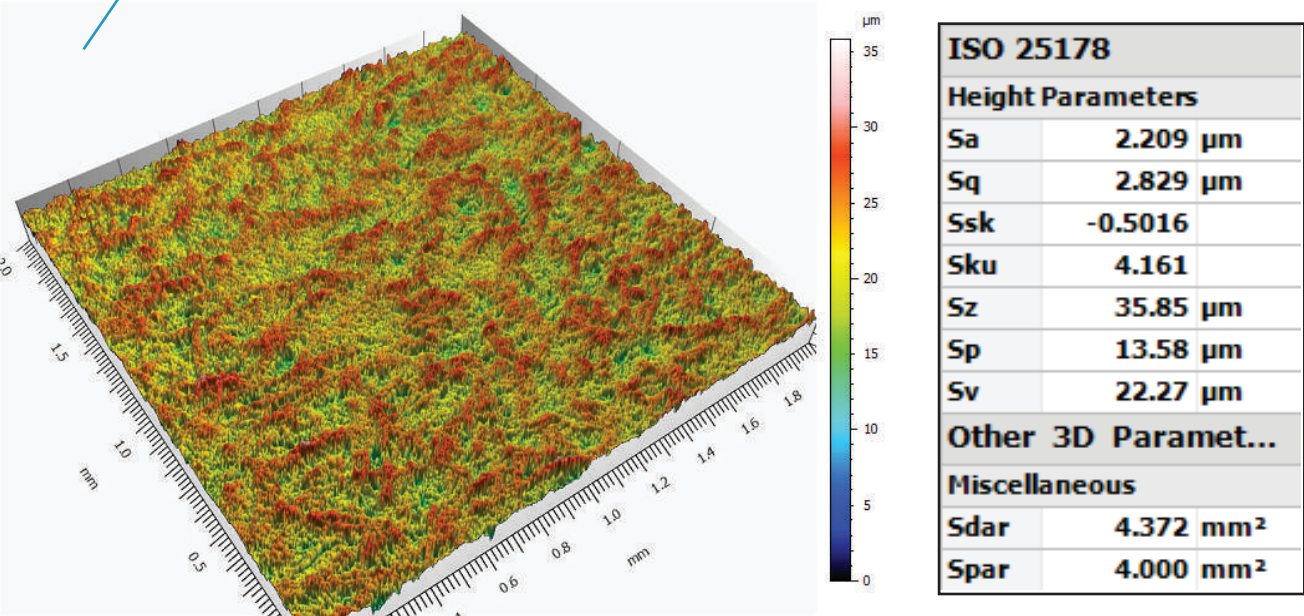 µm
35
30
25
20
15
10
5
0
1.5
1.0
0.5
mm
0.6
0.8
1.0
1.2
1.4
1.6
1.8
mm
ISO 25178
Height Parameters
Sa 2.209 µm
Sq 2.829 µm
Ssk -0.5016
Sku 4.161
Sz 35.85 µm
Sp 13.58 µm
Sv 22.27 µm
Other 3D Paramet...
Miscellaneous
Sdar 4.372 mm²
Spar 4.000 mm²